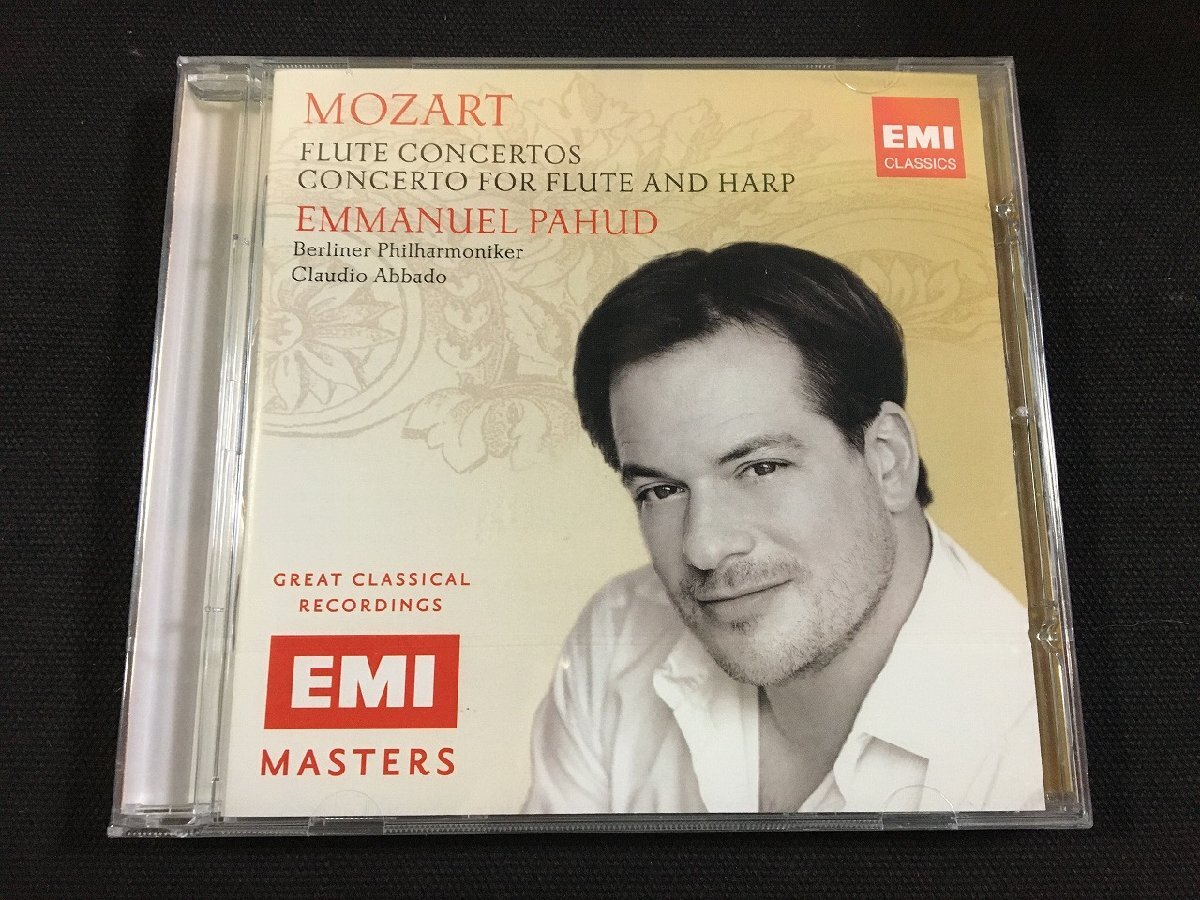 MOZART
FLUTE CONCERTOS
CONCERTO FOR FLUTE AND HARP
EMMANUEL PAHUD
Berliner Philharmoniker
Claudio Abbado
EMI
CLASSICS
GREAT CLASSICAL
RECORDINGS
EMI
MASTERS